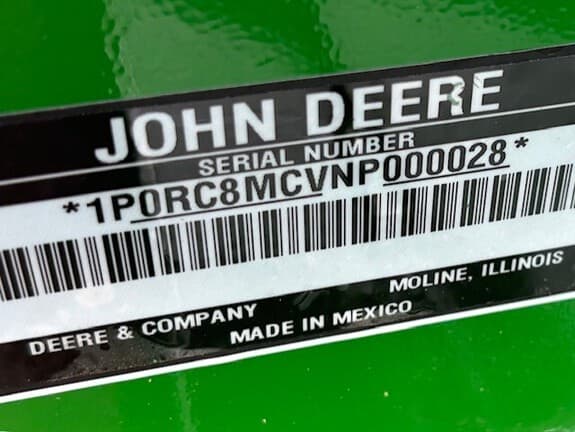 JOHN DEERE
SERIAL NUMBER
*1P0RC8MCVNP000028*
DEERE & COMPANY MOLINE, ILLINOIS
MADE IN MEXICO